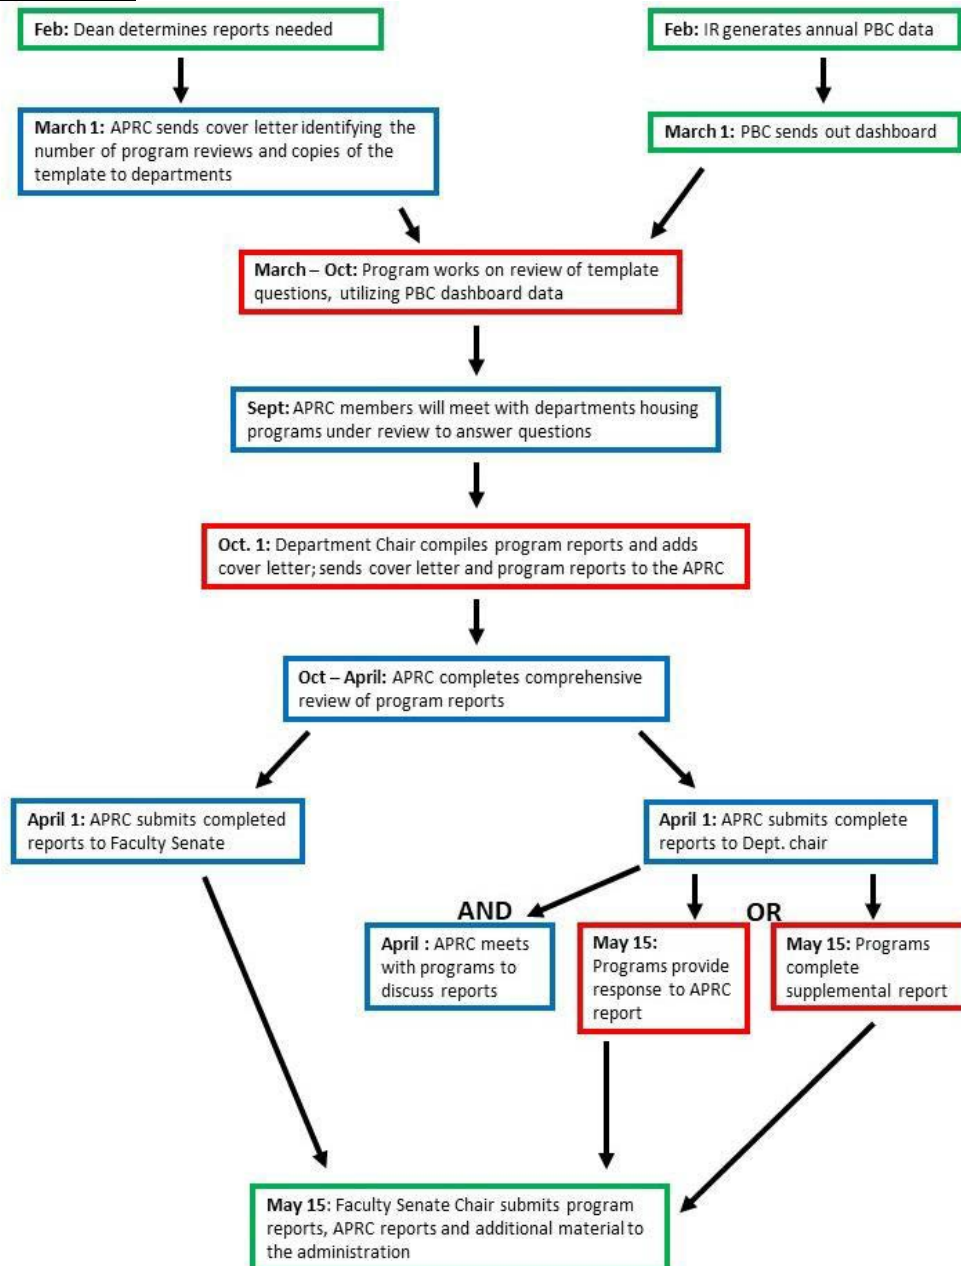 Feb: Dean determines reports needed
Feb: IR generates annual PBC data
March 1: APRC sends cover letter identifying the
number of program reviews and copies of the
template to departments
March 1: PBC sends out dashboard
March – Oct: Program works on review of template
questions, utilizing PBC dashboard data
Sept: APRC members will meet with departments housing
programs under review to answer questions
Oct. 1: Department Chair compiles program reports and adds
cover letter; sends cover letter and program reports to the APRC
Oct – April: APRC completes comprehensive
review of program reports
April 1: APRC submits completed
reports to Faculty Senate
April 1: APRC submits complete
reports to Dept. chair
AND
OR
April : APRC meets
with programs to
discuss reports
May 15:
Programs provide
response to APRC
report
May 15: Programs
complete
supplemental report
May 15: Faculty Senate Chair submits program
reports, APRC reports and additional material to
the administration